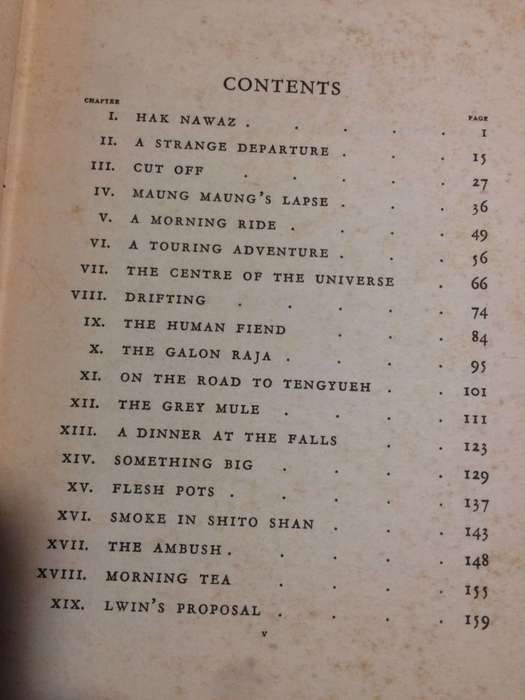 CONTENTS
CHAPTER PAGE
I. HAK NAWAZ . . . . . 1
II. A STRANGE DEPARTURE . . . . 15
III. CUT OFF . . . . . 27
IV. MAUNG MAUNG'S LAPSE . . . . 36
V. A MORNING RIDE . . . . 49
VI. A TOURING ADVENTURE . . . . 56
VII. THE CENTRE OF THE UNIVERSE . 66
VIII. DRIFTING . . . . . 74
IX. THE HUMAN FIEND . . . 84
X. THE GALON RAJA . . . . 95
XI. ON THE ROAD TO TENGYUEH . . 101
XII. THE GREY MULE . . . . 111
XIII. A DINNER AT THE FALLS . . . 123
XIV. SOMETHING BIG . . . . 129
XV. FLESH POTS . . . . . 137
XVI. SMOKE IN SHITO SHAN . . . 143
XVII. THE AMBUSH . . . . . 148
XVIII. MORNING TEA . . . . 155
XIX. LWIN'S PROPOSAL . . . . 159
v